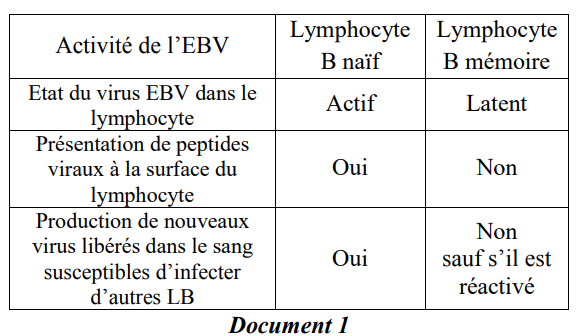 Activité de l'EBV
Lymphocyte
B naïf
Lymphocyte
B mémoire
Etat du virus EBV dans le
lymphocyte
Actif
Latent
Présentation de peptides
viraux à la surface du
lymphocyte
Oui
Non
Production de nouveaux
virus libérés dans le sang
susceptibles d'infecter
d'autres LB
Oui
Non
sauf s'il est
réactivé
Document 1